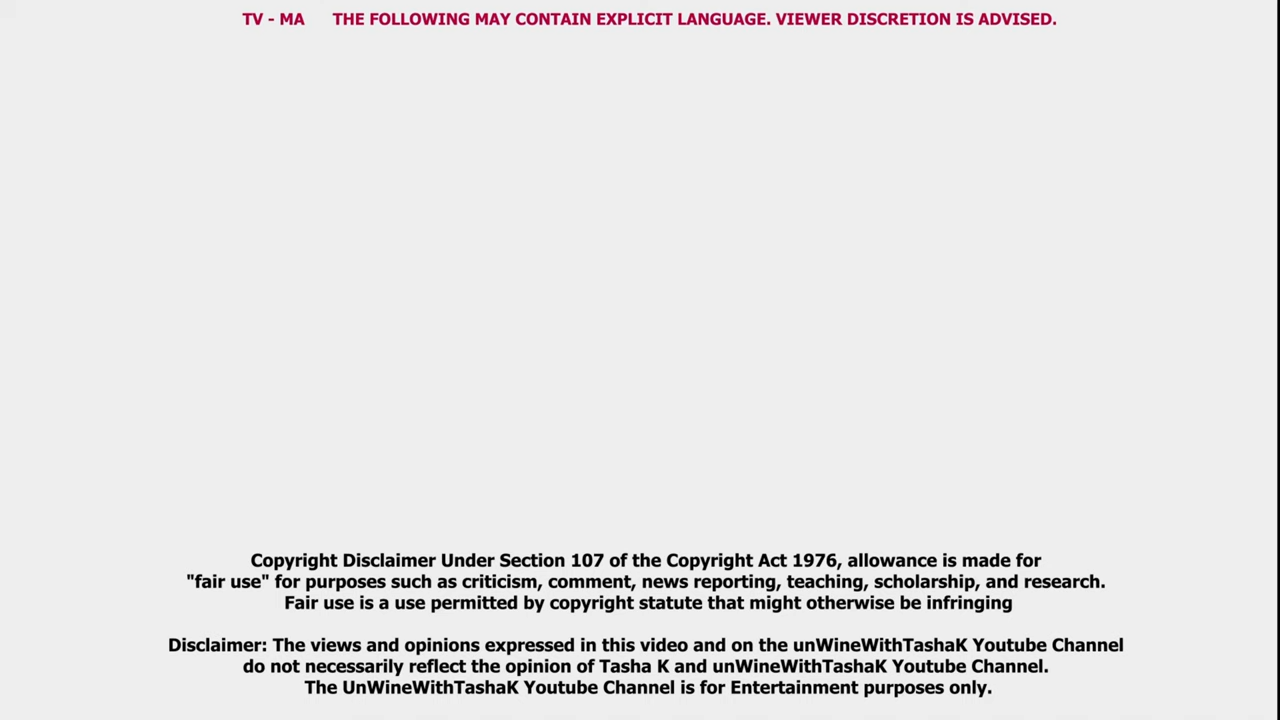 TV - MA THE FOLLOWING MAY CONTAIN EXPLICIT LANGUAGE. VIEWER DISCRETION IS ADVISED.
Copyright Disclaimer Under Section 107 of the Copyright Act 1976, allowance is made for
"fair use" for purposes such as criticism, comment, news reporting, teaching, scholarship, and research.
Fair use is a use permitted by copyright statute that might otherwise be infringing
Disclaimer: The views and opinions expressed in this video and on the unWineWithTashaK Youtube Channel
do not necessarily reflect the opinion of Tasha K and unWineWithTashaK Youtube Channel.
The UnWineWithTashaK Youtube Channel is for Entertainment purposes only.